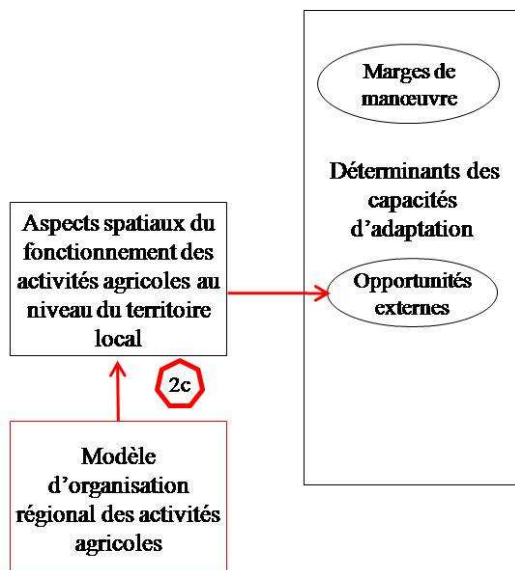 Marges de
manœuvre
Déterminants des
capacités
d'adaptation
Opportunités
externes
Aspects spatiaux du
fonctionnement des
activités agricoles au
niveau du territoire
local
2c
Modèle
d'organisation
régional des activités
agricoles